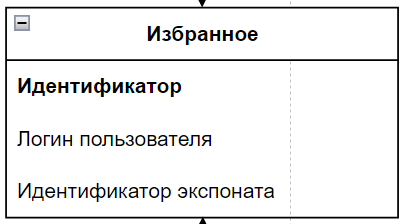 Избранное
Идентификатор
Логин пользователя
Идентификатор экспоната